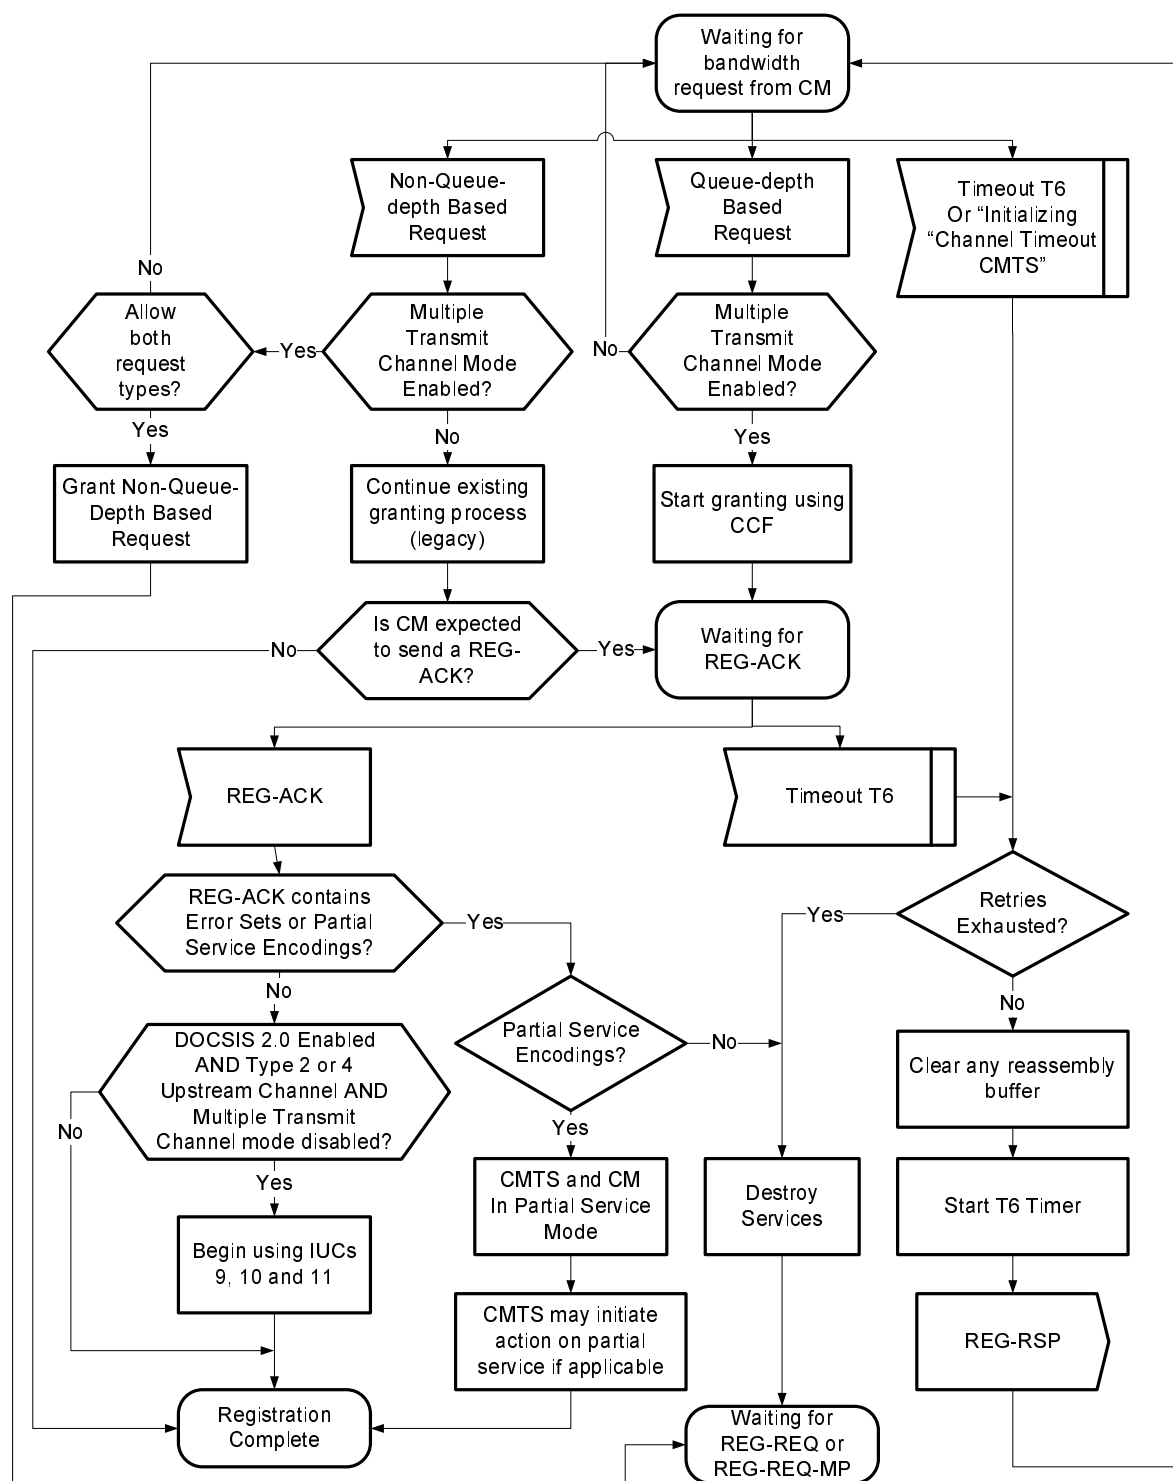 Waiting for
bandwidth
request from CM
Non-Queue-
depth Based
Request
Queue-depth
Based
Request
Timeout T6
Or “Initializing
“Channel Timeout
CMTS”
No
Allow
both
request
types?
Yes
Multiple
Transmit
Channel Mode
Enabled?
No
Multiple
Transmit
Channel Mode
Enabled?
Yes
No
Yes
Grant Non-Queue-
Depth Based
Request
Continue existing
granting process
(legacy)
Start granting using
CCF
No
Is CM expected
to send a REG-
ACK?
Yes
Waiting for
REG-ACK
REG-ACK
Timeout T6
REG-ACK contains
Error Sets or Partial
Service Encodings?
Yes
Yes
Retries
Exhausted?
No
No
DOCSIS 2.0 Enabled
AND Type 2 or 4
Upstream Channel AND
Multiple Transmit
Channel mode disabled?
Partial Service
Encodings?
No
Clear any reassembly
buffer
No
Yes
Yes
CMTS and CM
In Partial Service
Mode
Destroy
Services
Start T6 Timer
Begin using IUCs
9, 10 and 11
CMTS may initiate
action on partial
service if applicable
REG-RSP
Registration
Complete
Waiting for
REG-REQ or
REG-REQ-MP